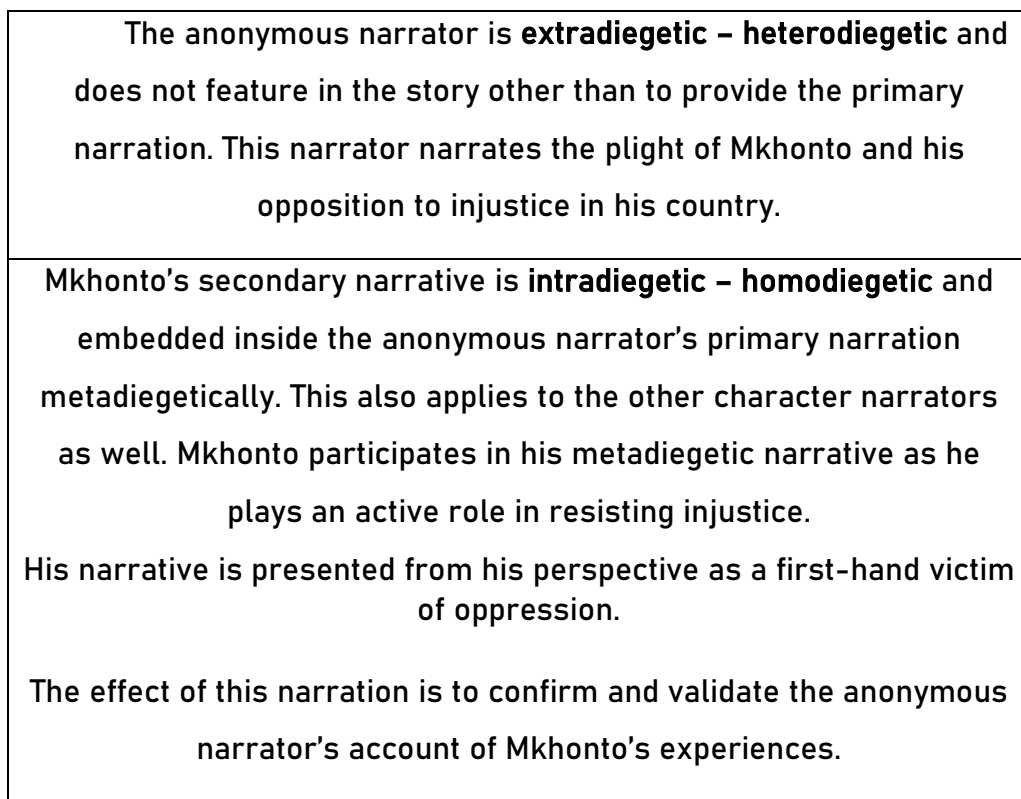 The anonymous narrator is extradiegetic – heterodiegetic and
does not feature in the story other than to provide the primary
narration. This narrator narrates the plight of Mkhonto and his
opposition to injustice in his country.
Mkhonto’s secondary narrative is intradiegetic – homodiegetic and
embedded inside the anonymous narrator’s primary narration
metadiegetically. This also applies to the other character narrators
as well. Mkhonto participates in his metadiegetic narrative as he
plays an active role in resisting injustice.
His narrative is presented from his perspective as a first-hand victim
of oppression.
The effect of this narration is to confirm and validate the anonymous
narrator’s account of Mkhonto’s experiences.